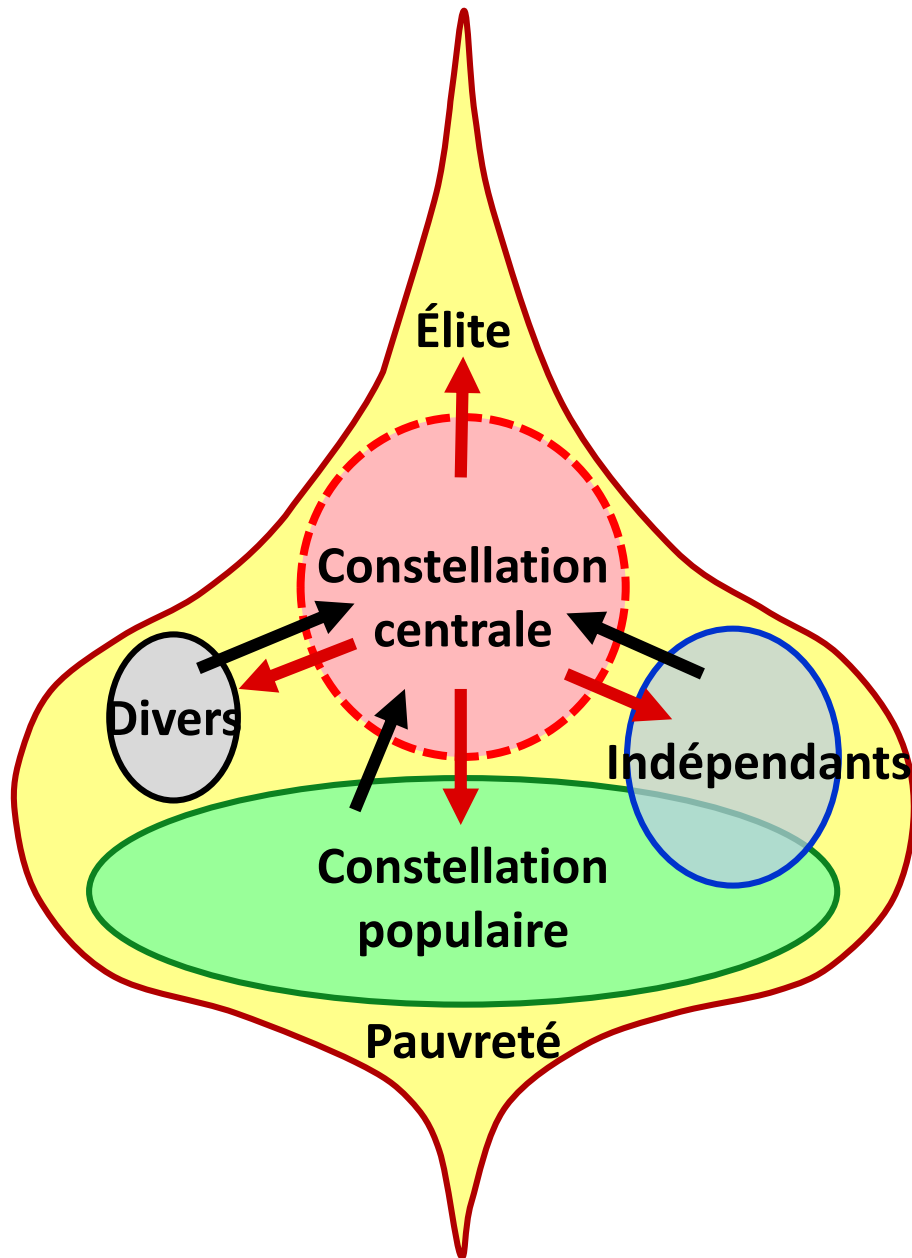 Élite
Constellation
centrale
Divers
Indépendants
Constellation
populaire
Pauvreté